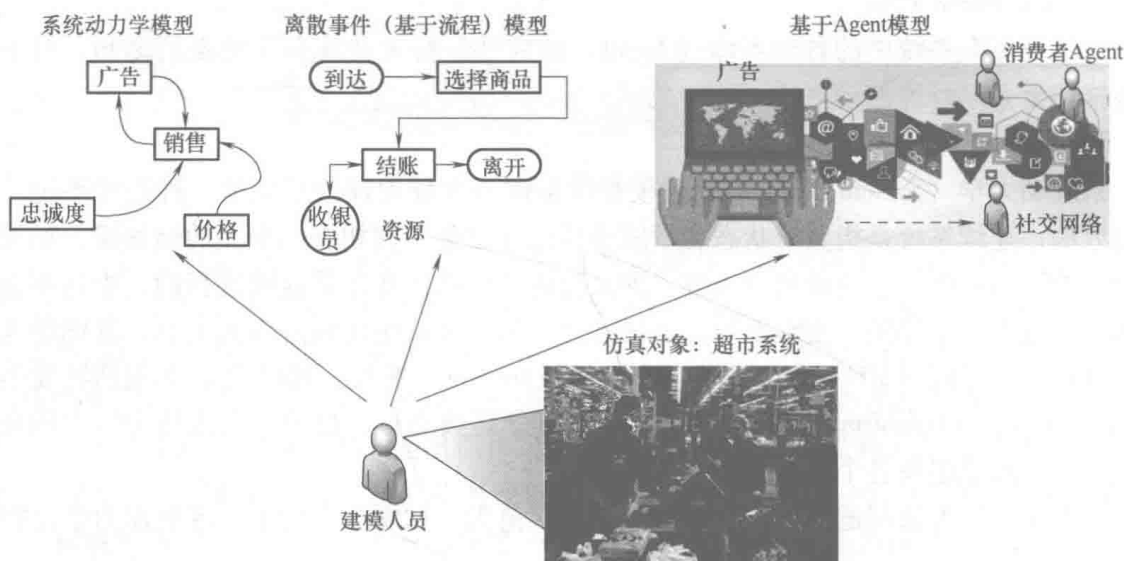 系统动力学模型
离散事件（基于流程）模型
基于Agent模型
广告
销售
忠诚度
价格
到达
选择商品
结账
离开
收银
员
资源
广告
消费者Agent
社交网络
仿真对象：超市系统
建模人员